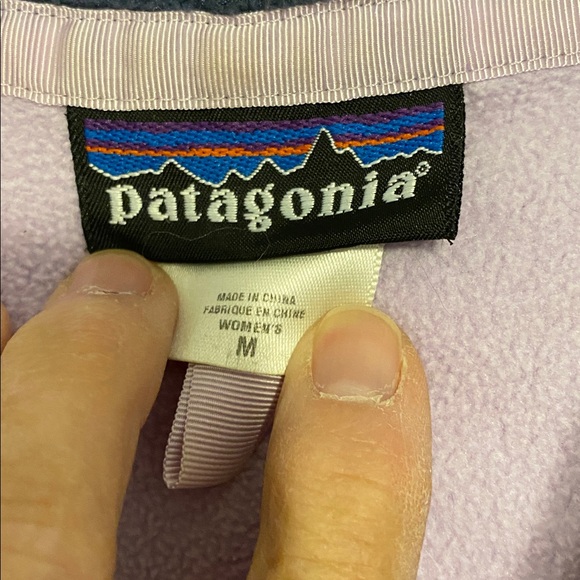 patagonia®
MADE IN CHINA
FABRIQUE EN CHINE
WOMEN'S
M